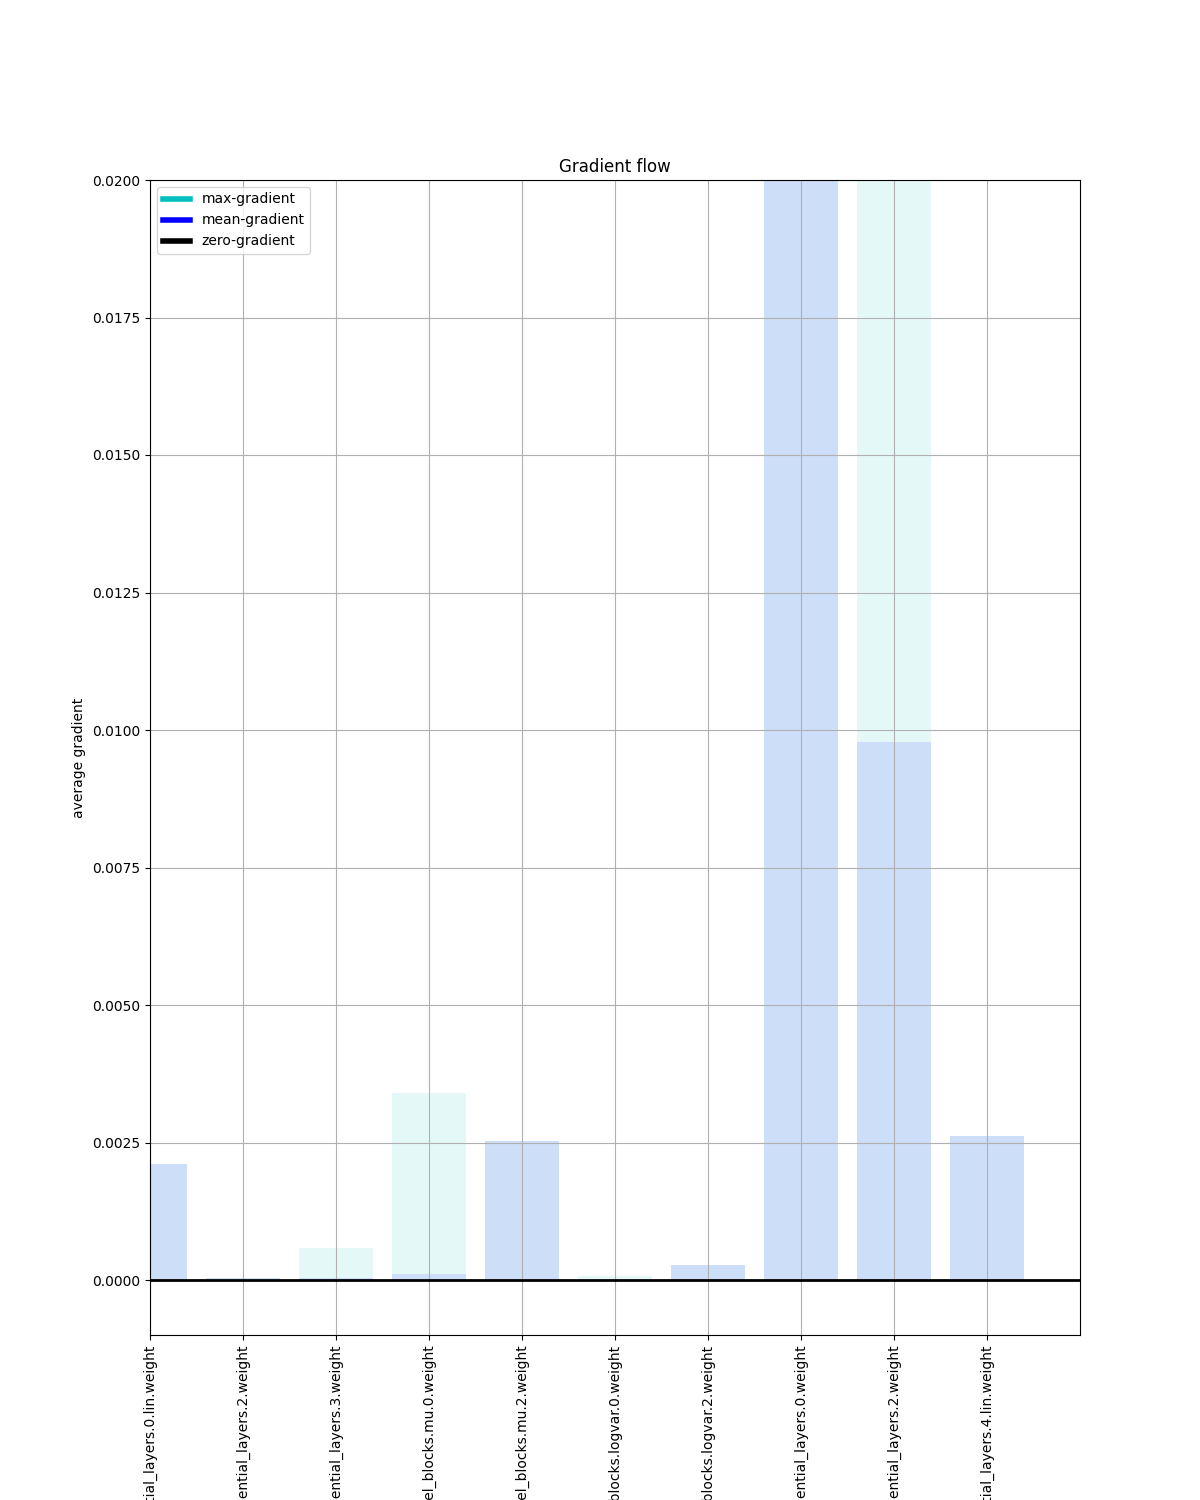 Gradient flow
max-gradient
mean-gradient
zero-gradient
0.0200
0.0175
0.0150
0.0125
0.0100
0.0075
0.0050
0.0025
0.0000
average gradient
tial_layers.0.lin.weight
ential_layers.2.weight
ential_layers.3.weight
el_blocks.mu.0.weight
el_blocks.mu.2.weight
blocks.logvar.0.weight
blocks.logvar.2.weight
ential_layers.0.weight
ential_layers.2.weight
tial_layers.4.lin.weight